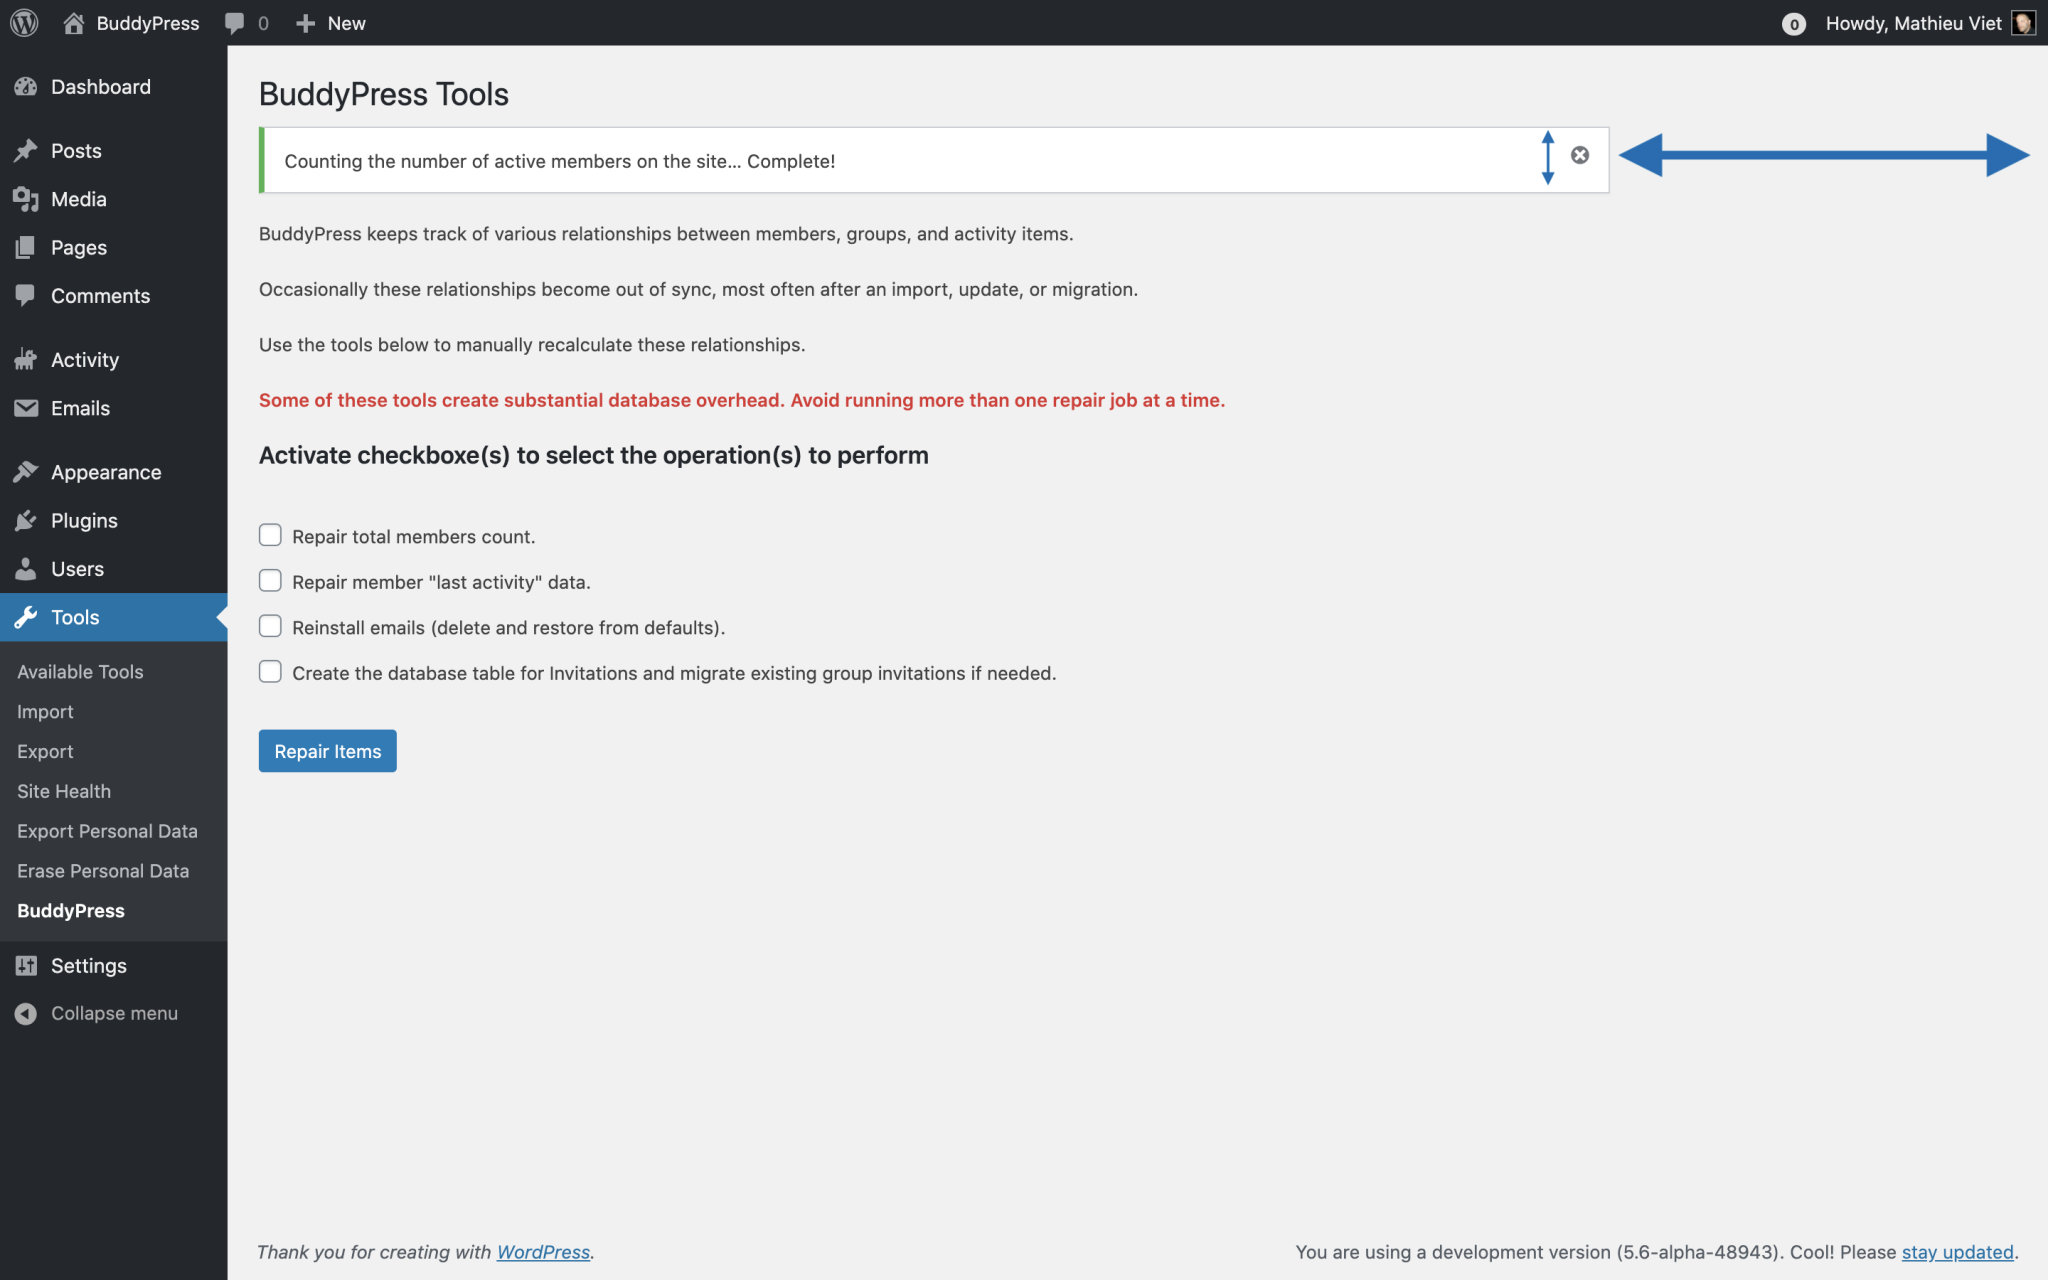 BuddyPress 0 New 0 Howdy, Mathieu Viet
Dashboard
Posts
Media
Pages
Comments
Activity
Emails
Appearance
Plugins
Users
Tools
Available Tools
Import
Export
Site Health
Export Personal Data
Erase Personal Data
BuddyPress
Settings
Collapse menu
BuddyPress Tools
Counting the number of active members on the site... Complete!
BuddyPress keeps track of various relationships between members, groups, and activity items.
Occasionally these relationships become out of sync, most often after an import, update, or migration.
Use the tools below to manually recalculate these relationships.
Some of these tools create substantial database overhead. Avoid running more than one repair job at a time.
Activate checkboxe(s) to select the operation(s) to perform
Repair total members count.
Repair member "last activity" data.
Reinstall emails (delete and restore from defaults).
Create the database table for Invitations and migrate existing group invitations if needed.
Repair Items
Thank you for creating with WordPress.
You are using a development version (5.6-alpha-48943). Cool! Please stay updated.